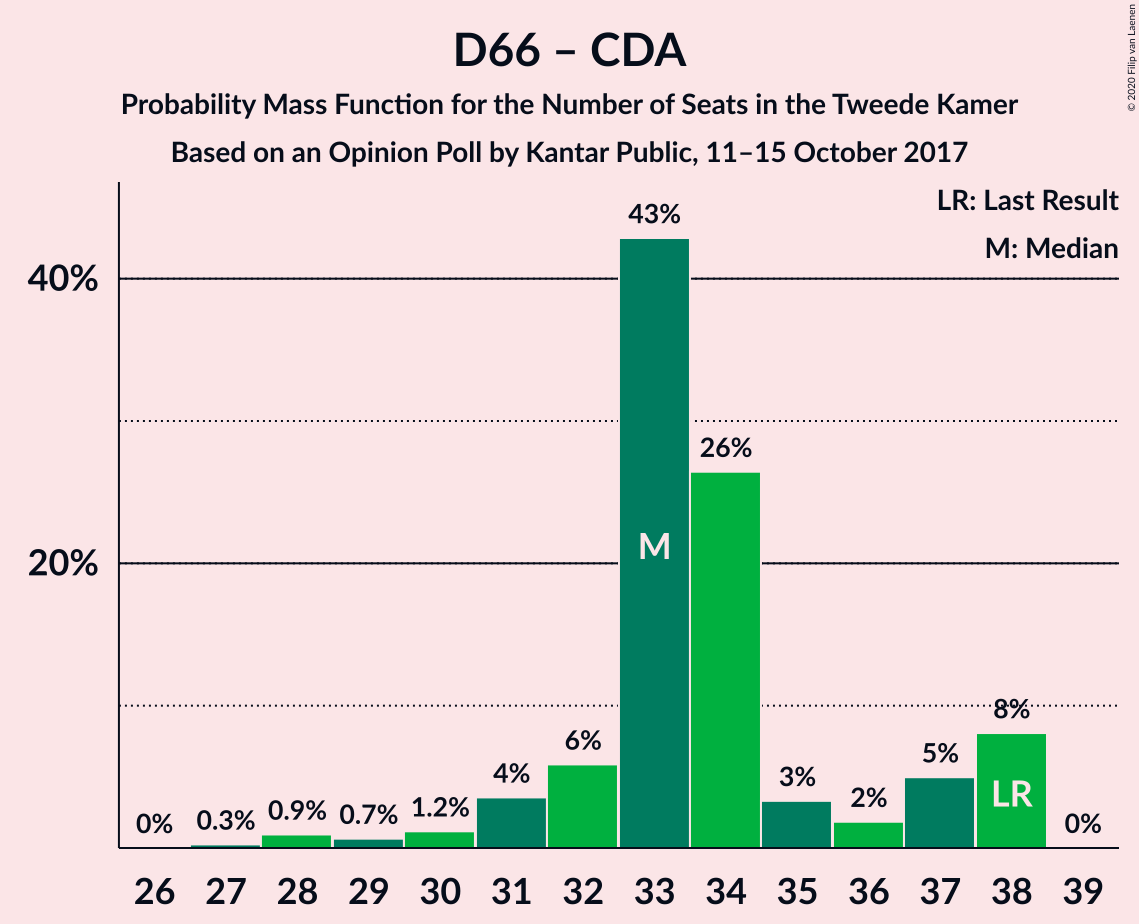 D66 – CDA
Probability Mass Function for the Number of Seats in the Tweede Kamer
Based on an Opinion Poll by Kantar Public, 11–15 October 2017
© 2020 Filip van Laenen
LR: Last Result
M: Median
40%
20%
0%
0.3%
0.9%
0.7%
1.2%
4%
6%
43%
26%
3%
2%
5%
8%
0%
M
LR
26 27 28 29 30 31 32 33 34 35 36 37 38 39